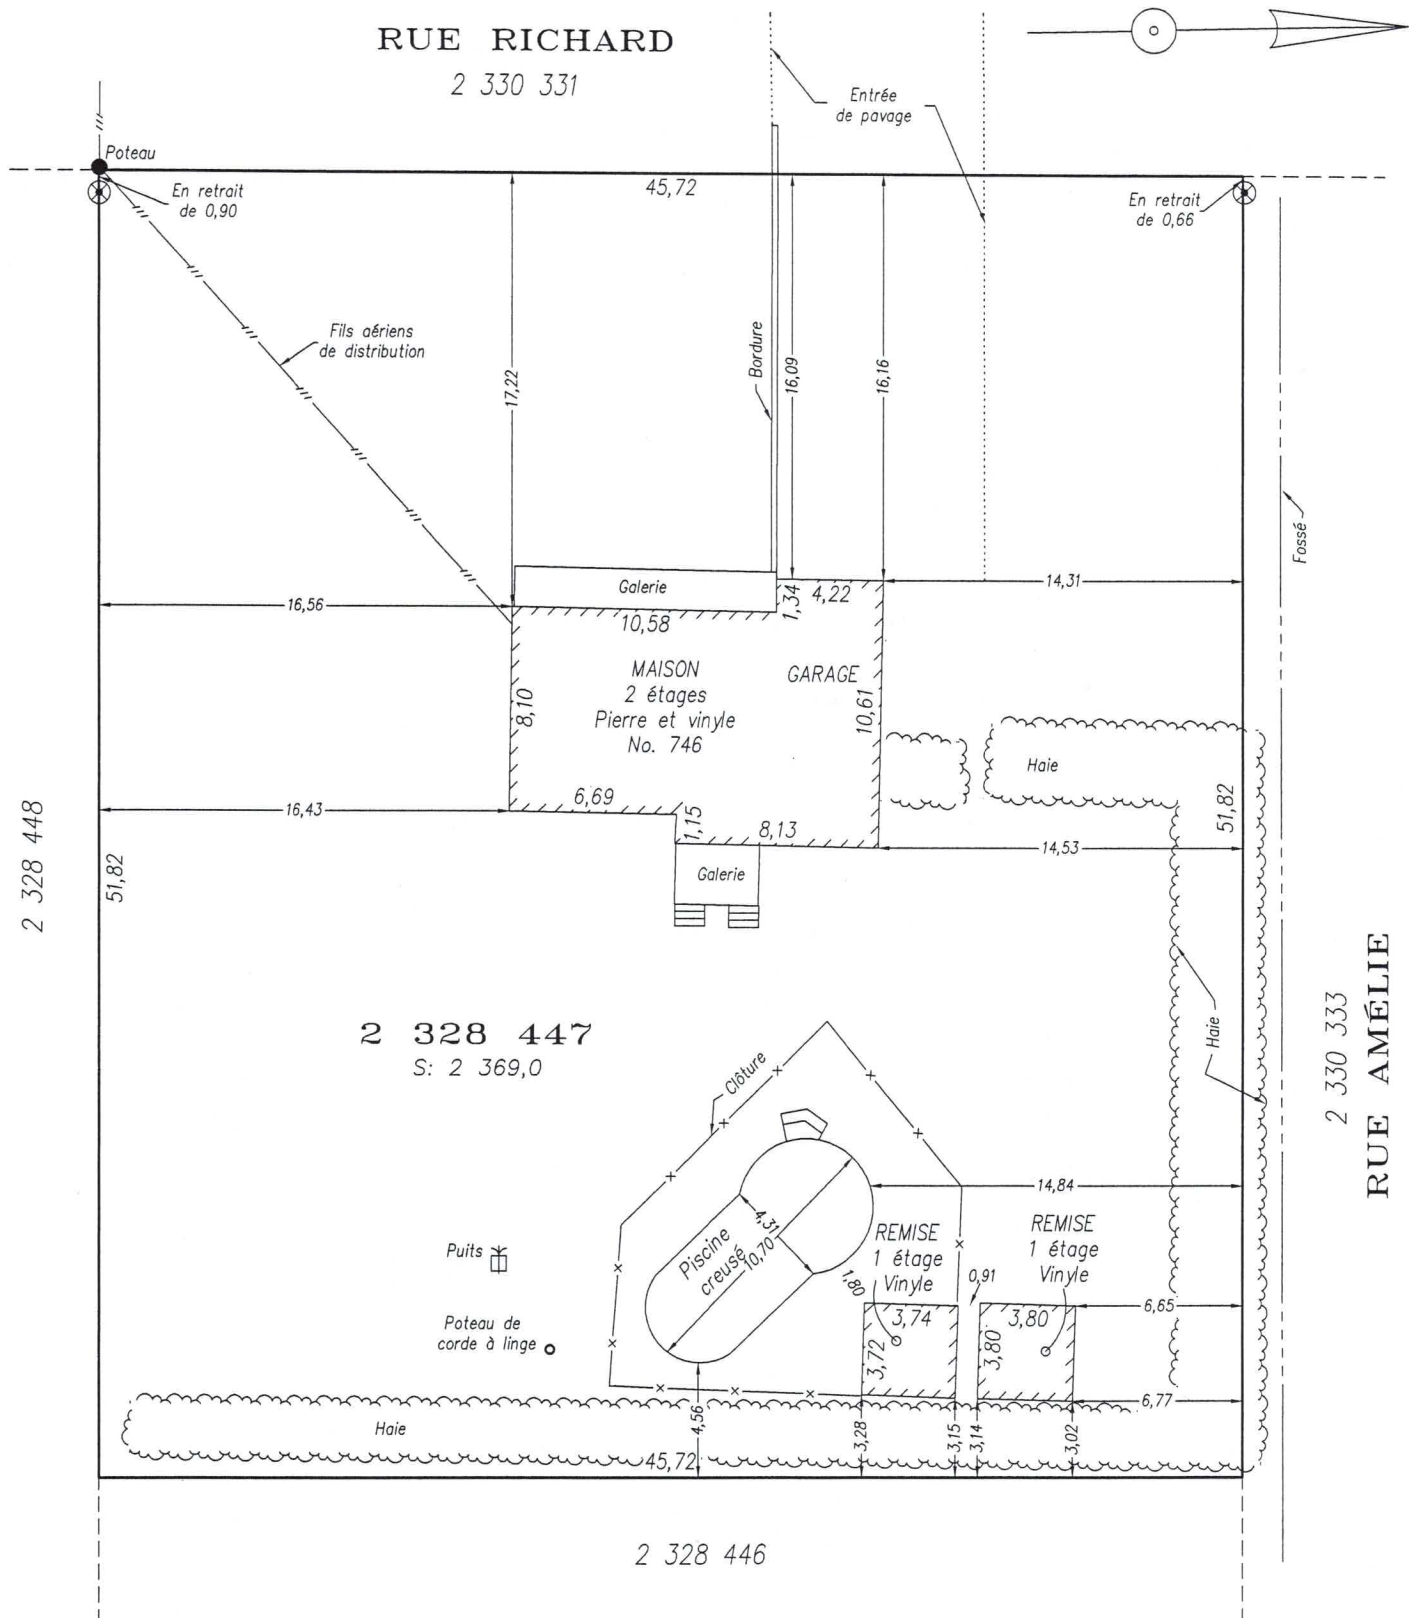 RUE RICHARD
2 330 331
Entrée
de pavage
Poteau
En retrait
de 0,90
45,72
En retrait
de 0,66
Fils aériens
de distribution
17,22
Bordure
16,09
16,16
Fossé
Galerie
16,56
10,58
1,34
4,22
14,31
MAISON
2 étages
Pierre et vinyle
No. 746
GARAGE
8,10
10,61
Haie
16,43
6,69
1,15
8,13
14,53
51,82
51,82
2 328 448
Galerie
2 328 447
S: 2 369,0
Clôture
Haie
2 330 333
RUE AMÉLIE
14,84
Puits
Piscine
creusé
4,31
10,70
REMISE
1 étage
Vinyle
REMISE
1 étage
Vinyle
1,80
0,91
6,65
3,74
3,80
3,72
3,80
Poteau de
corde à linge
6,77
Haie
4,56
3,28
3,15
3,14
3,02
45,72
2 328 446